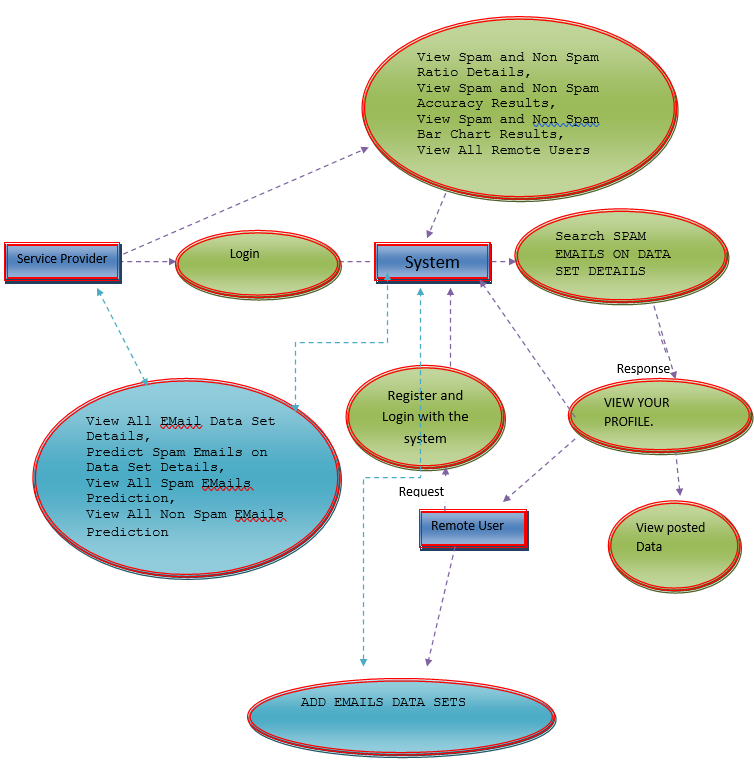 View Spam and Non Spam
Ratio Details,
View Spam and Non Spam
Accuracy Results,
View Spam and Non Spam
Bar Chart Results,
View All Remote Users
Service Provider
Login
System
Search SPAM
EMAILS ON DATA
SET DETAILS
Response
View All EMail Data Set
Details,
Predict Spam Emails on
Data Set Details,
View All Spam EMails
Prediction,
View All Non Spam EMails
Prediction
Register and
Login with the
system
VIEW YOUR
PROFILE.
Request
Remote User
View posted
Data
ADD EMAILS DATA SETS